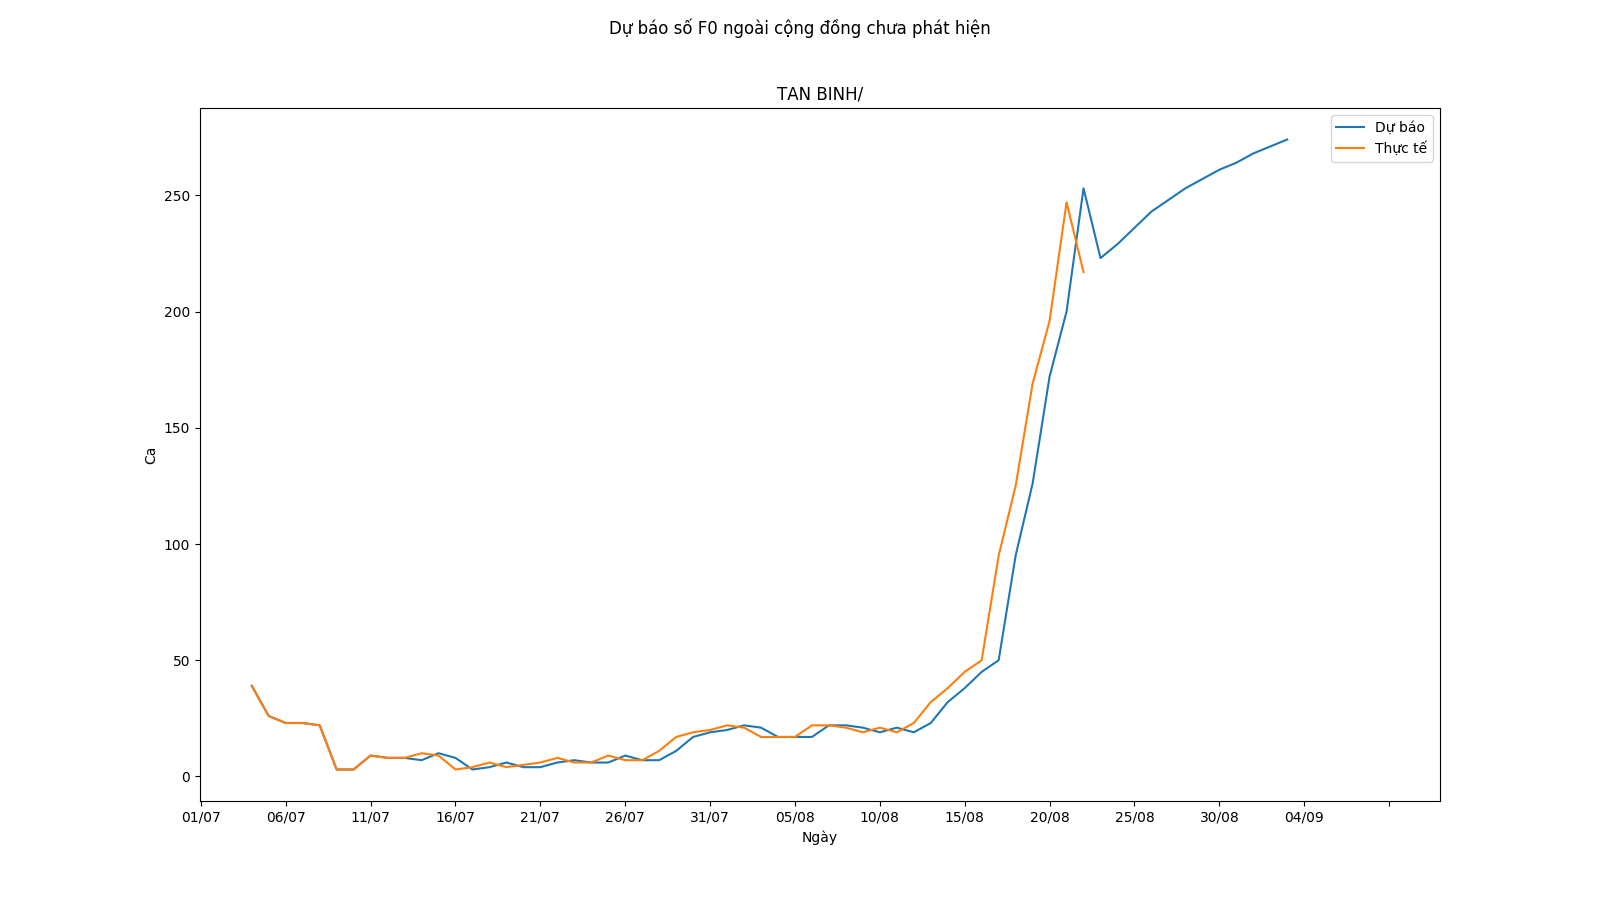 Dự báo số F0 ngoài cộng đồng chưa phát hiện
TAN BINH/
Dự báo
Thực tế
250
200
150
100
50
0
Ca
01/07 06/07 11/07 16/07 21/07 26/07 31/07 05/08 10/08 15/08 20/08 25/08 30/08 04/09
Ngày